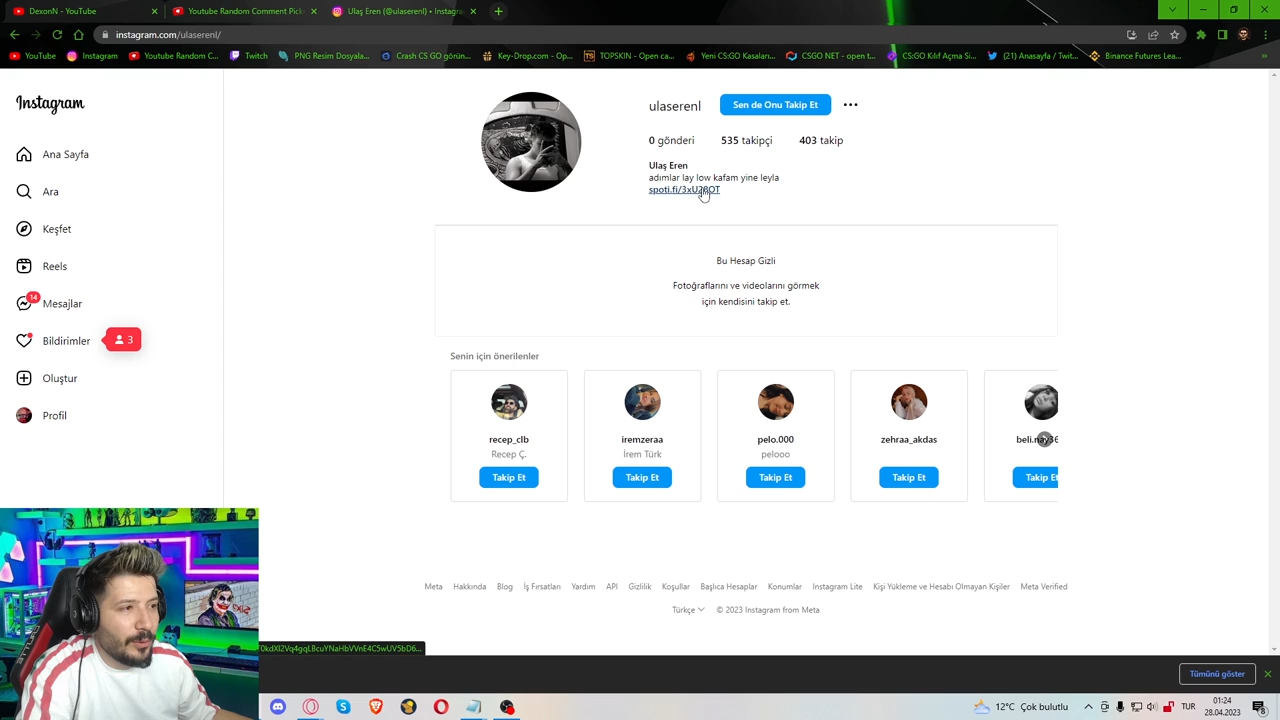 DexonN - YouTube
Youtube Random Comment Pick
Ulaş Eren (@ulaserenl) • Instagra
instagram.com/ulaserenl/
YouTube
Instagram
Youtube Random C...
Twitch
PNG Resim Dosyala...
Crash CS GO görün...
Key-Drop.com - Op...
TOPSKIN - Open ca...
Yeni CS:GO Kasaları...
CSGO NET - open t...
CS:GO Kılıf Açma Si...
(21) Anasayfa / Twit...
Binance Futures Lea...
Instagram
Ana Sayfa
Ara
Keşfet
Reels
14
Mesajlar
Bildirimler
3
Oluştur
Profil
ulaserenl
Sen de Onu Takip Et
0 gönderi
535 takipçi
403 takip
Ulaş Eren
adımlar lay low kafam yine leyla
Bu Hesap Gizli
Fotoğraflarını ve videolarını görmek
için kendisini takip et.
Senin için önerilenler
recep_clb
Recep Ç.
Takip Et
iremzeraa
İrem Türk
Takip Et
pelo.000
pelooo
Takip Et
zehraa_akdas
Takip Et
Takip Et
Meta
Hakkında
Blog
İş Fırsatları
Yardım
API
Gizlilik
Koşullar
Başlıca Hesaplar
Konumlar
Instagram Lite
Kişi Yükleme ve Hesabı Olmayan Kişiler
Meta Verified
Türkçe
© 2023 Instagram from Meta
Tümünü göster
12°C Çok bulutlu
TUR
01:24
28.04.2023
8